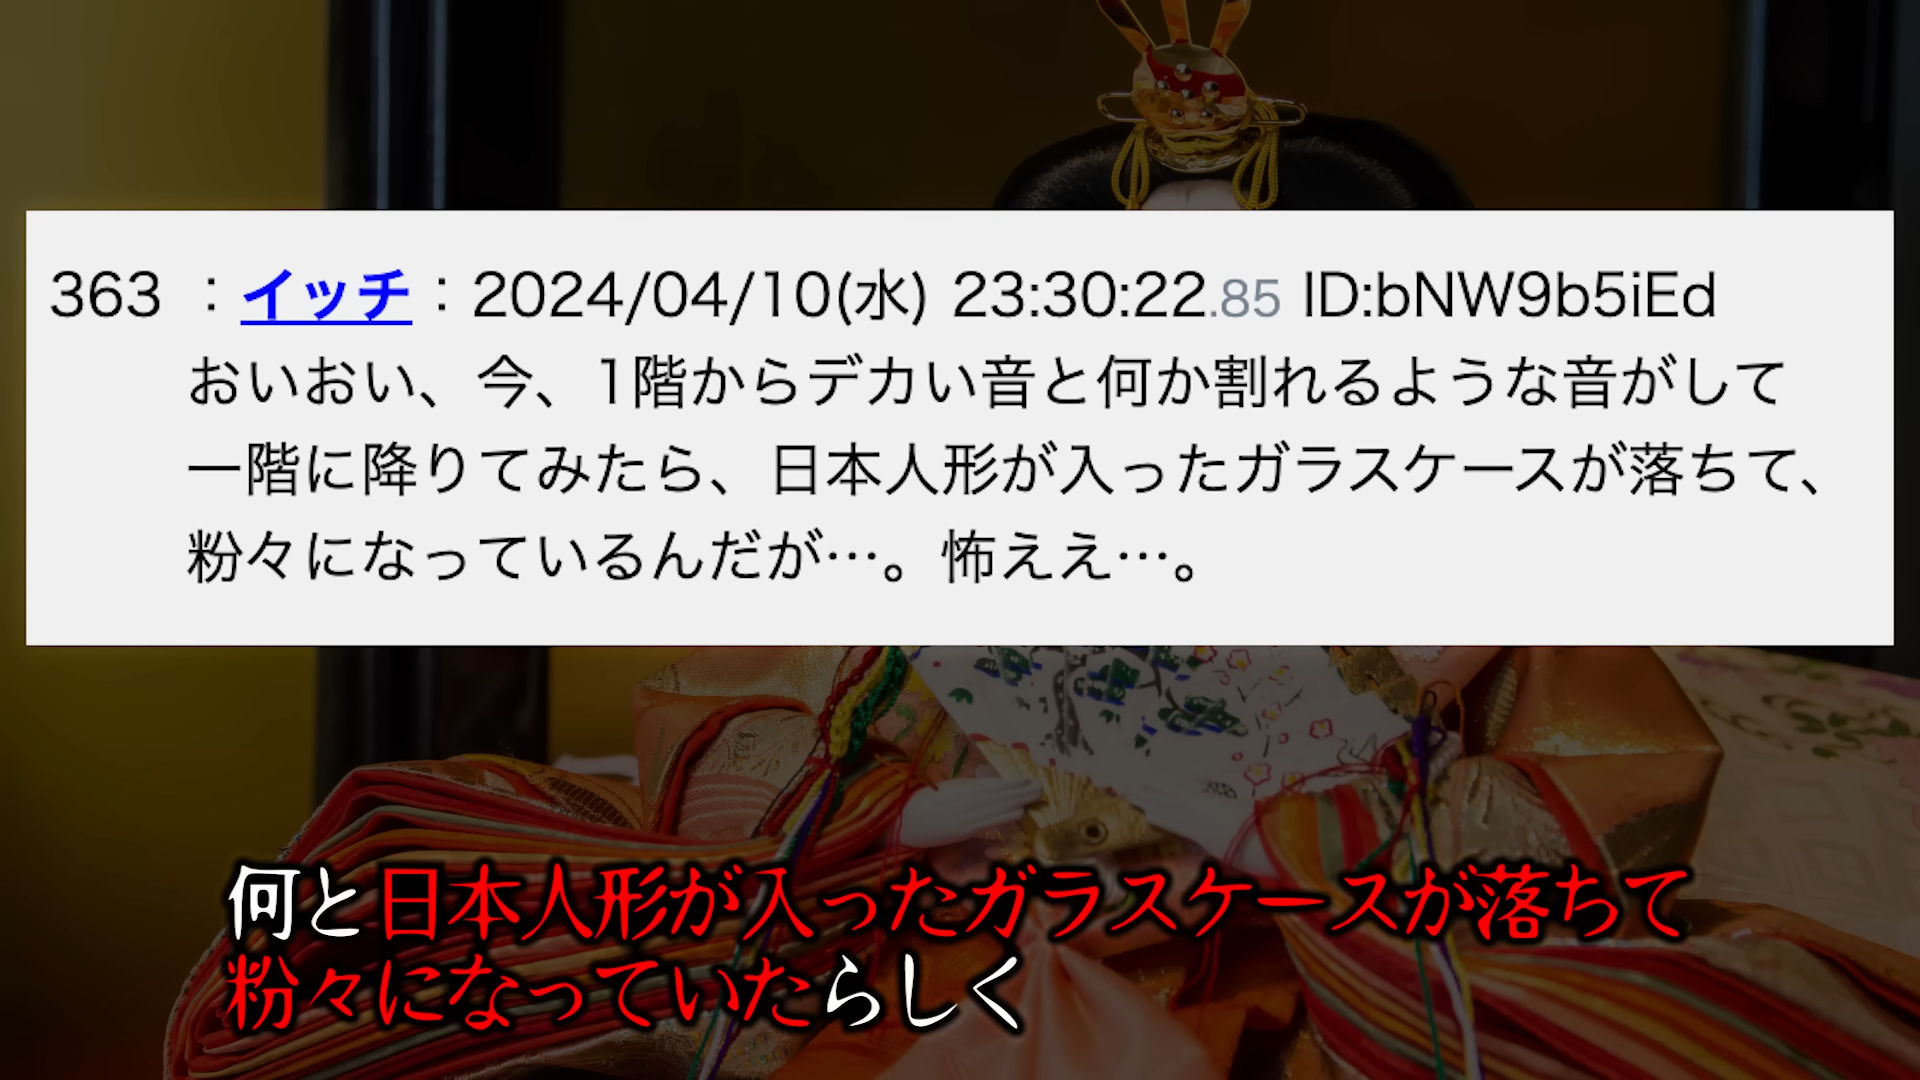 363 ：イッチ：2024/04/10(水) 23:30:22.85 ID:bNW9b5iEd
おいおい、今、1階からデカい音と何か割れるような音がして
一階に降りてみたら、日本人形が入ったガラスケースが落ちて、
粉々になっているんだが…。怖ええ…。
何と日本人形が入ったガラスケースが落ちて
粉々になっていたらしく